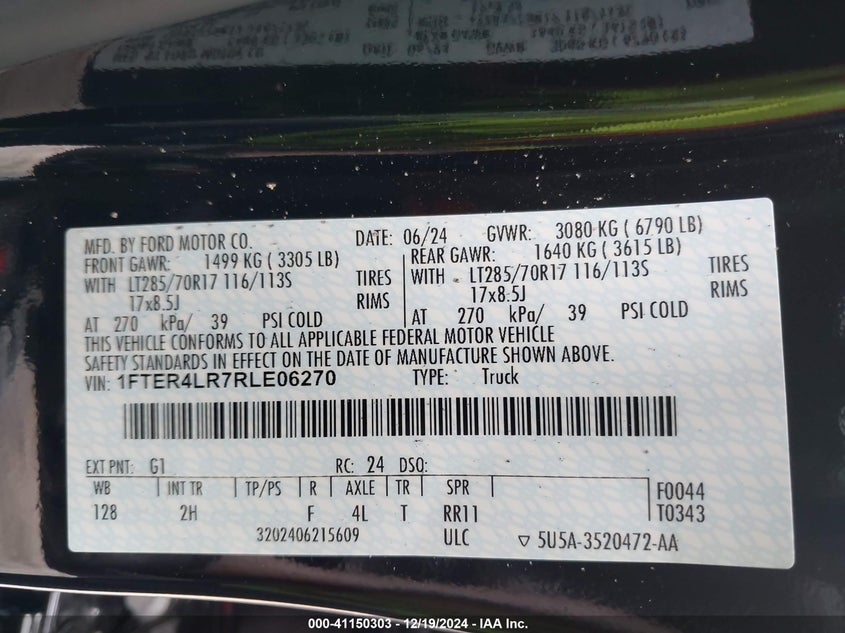 MFD. BY FORD MOTOR CO. DATE: 06/24 GVWR: 3080 KG ( 6790 LB)
FRONT GAWR: 1499 KG ( 3305 LB) REAR GAWR: 1640 KG ( 3615 LB)
WITH LT285/70R17 116/113S TIRES WITH LT285/70R17 116/113S TIRES
17x8.5J RIMS 17x8.5J RIMS
AT 270 kPa/ 39 PSI COLD AT 270 kPa/ 39 PSI COLD
THIS VEHICLE CONFORMS TO ALL APPLICABLE FEDERAL MOTOR VEHICLE
SAFETY STANDARDS IN EFFECT ON THE DATE OF MANUFACTURE SHOWN ABOVE.
VIN: 1FTER4LR7RLE06270 TYPE: Truck
EXT PNT: G1 RC: 24 DSO:
WB INT TR TP/PS R AXLE TR SPR F0044
128 2H F 4L T RR11 T0343
3202406215609 ULC ▽ 5U5A-3520472-AA
000-41150303 - 12/19/2024 - IAA Inc.